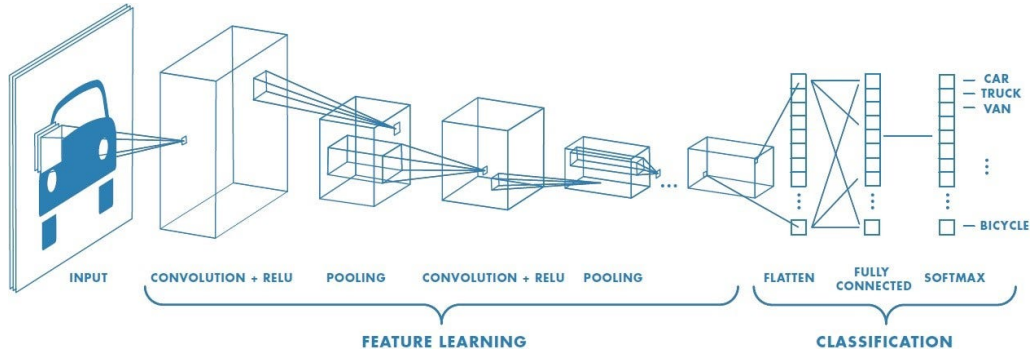 CAR
TRUCK
VAN
BICYCLE
INPUT
CONVOLUTION + RELU
POOLING
CONVOLUTION + RELU
POOLING
FLATTEN
FULLY
CONNECTED
SOFTMAX
FEATURE LEARNING
CLASSIFICATION